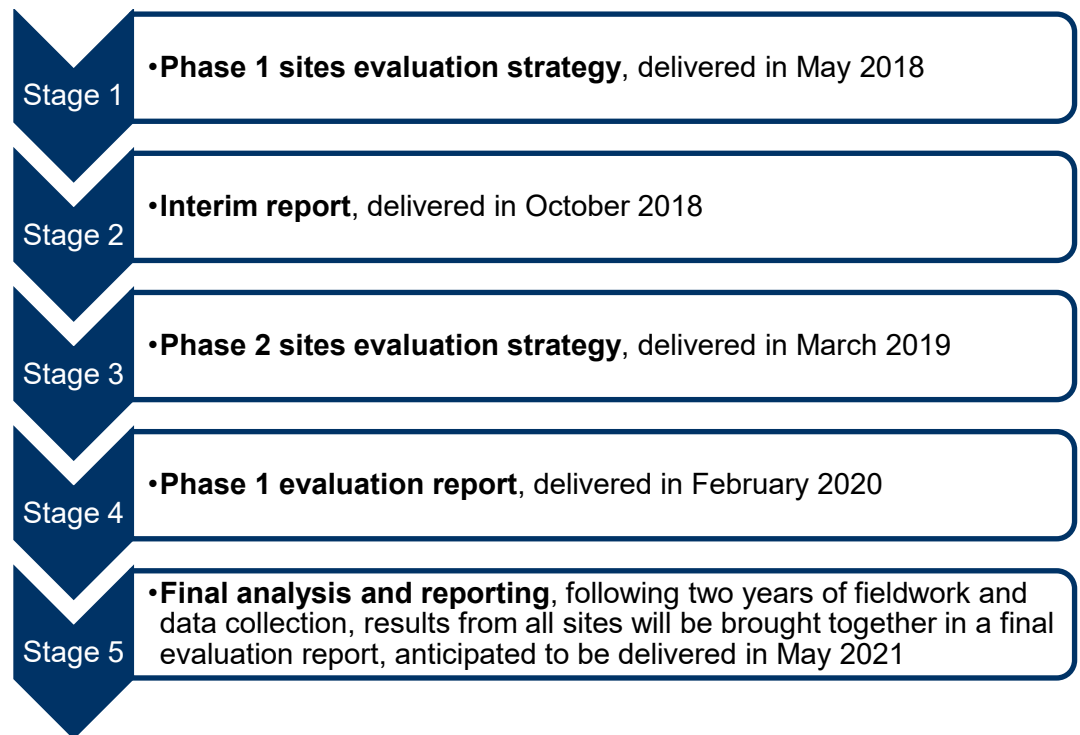 Stage 1
•Phase 1 sites evaluation strategy, delivered in May 2018
Stage 2
•Interim report, delivered in October 2018
Stage 3
•Phase 2 sites evaluation strategy, delivered in March 2019
Stage 4
•Phase 1 evaluation report, delivered in February 2020
Stage 5
•Final analysis and reporting, following two years of fieldwork and
data collection, results from all sites will be brought together in a final
evaluation report, anticipated to be delivered in May 2021